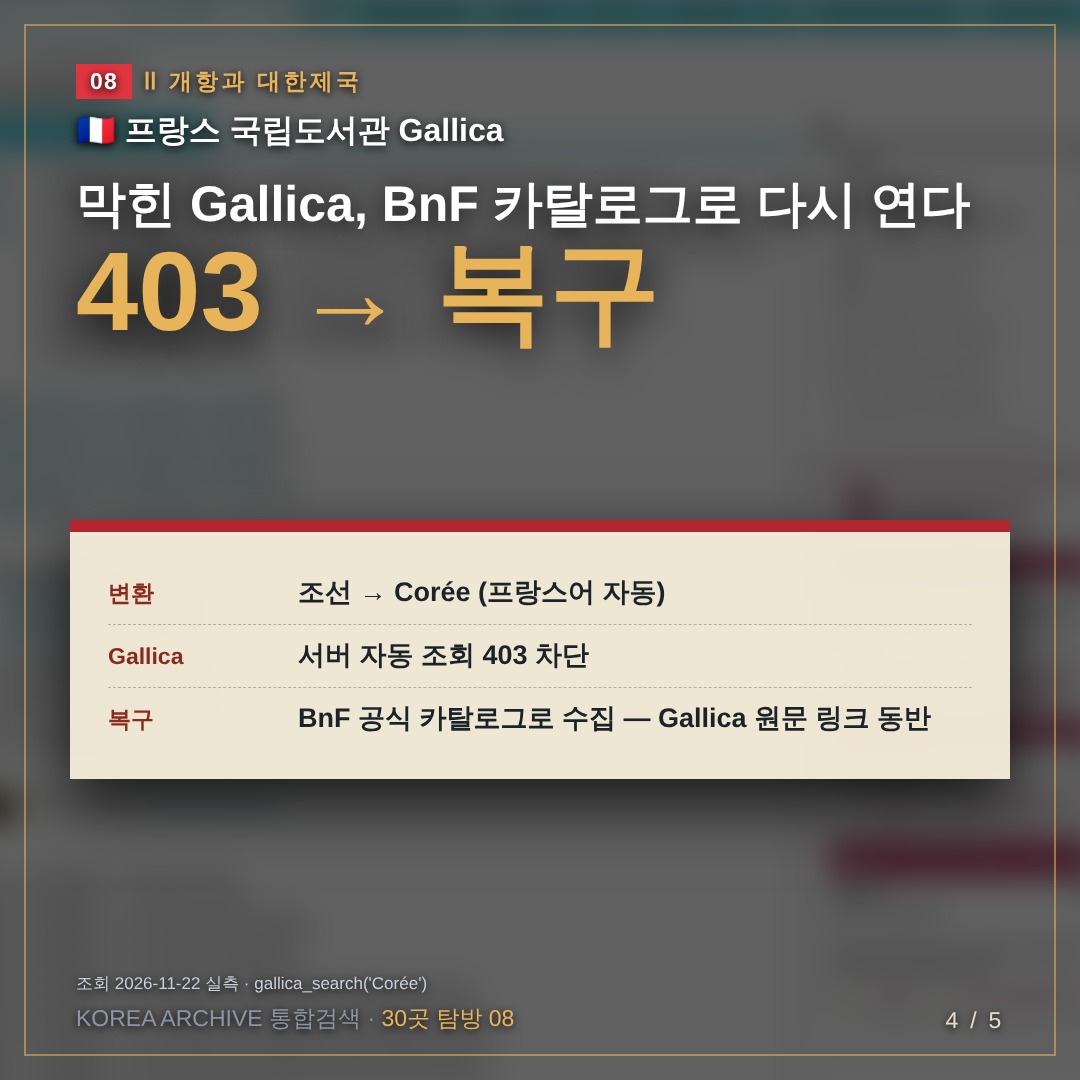 08 Ⅱ 개항과 대한제국
🇫🇷 프랑스 국립도서관 Gallica
막힌 Gallica, BnF 카탈로그로 다시 연다
403 → 복구
변환 조선 → Corée (프랑스어 자동)
Gallica 서버 자동 조회 403 차단
복구 BnF 공식 카탈로그로 수집 — Gallica 원문 링크 동반
조회 2026-11-22 실측 · gallica_search('Corée')
KOREA ARCHIVE 통합검색 · 30곳 탐방 08
4 / 5